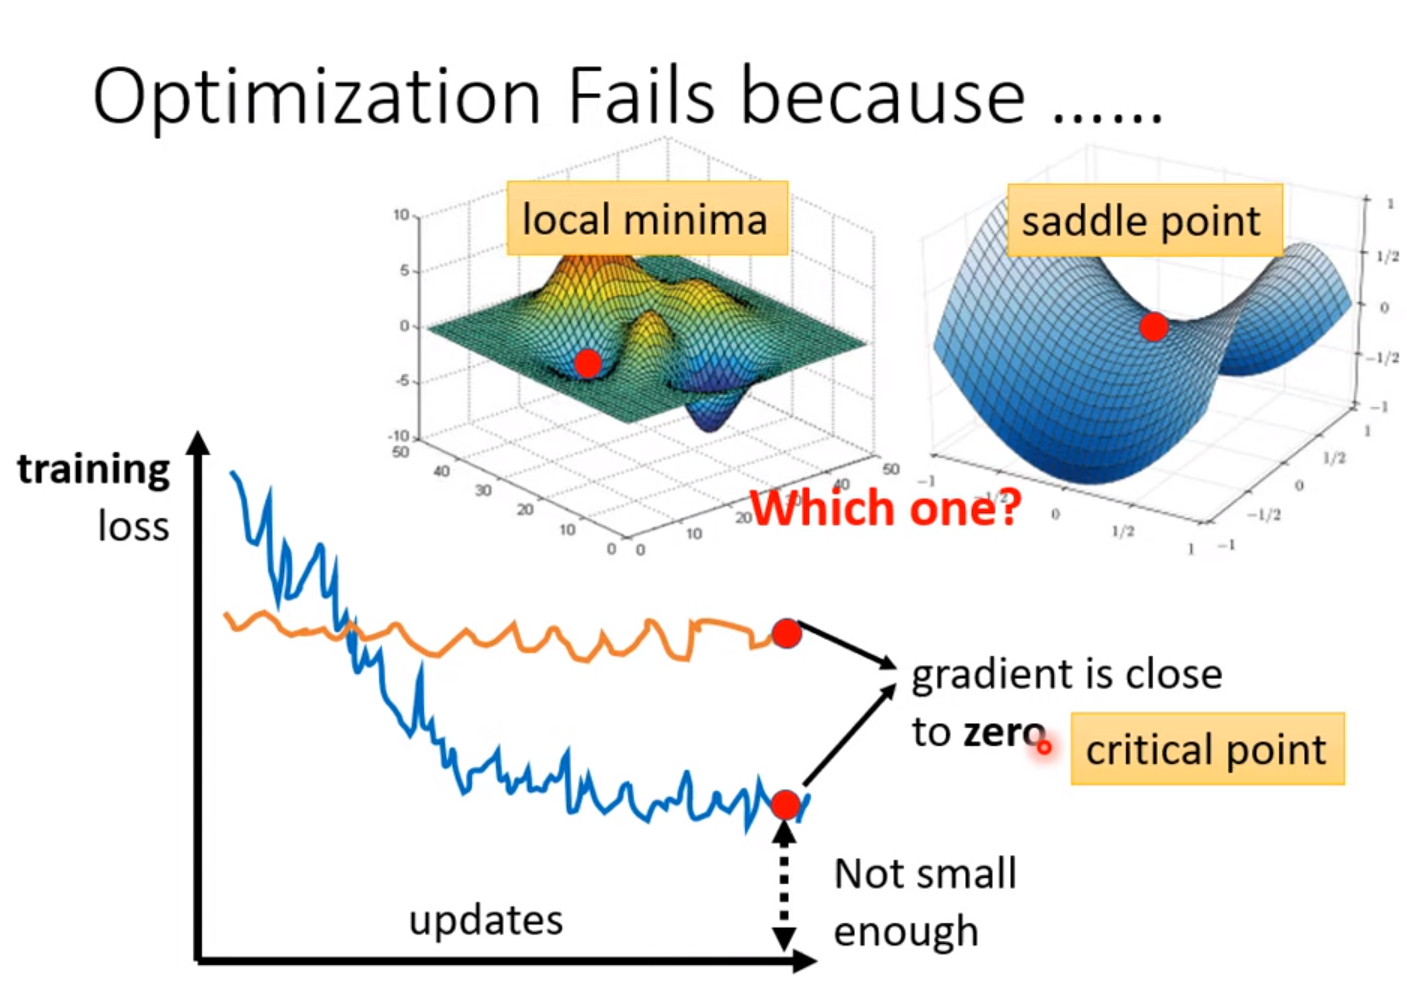 Optimization Fails because ……
local minima
saddle point
10
5
0
-5
-10
50
40
30
20
10
0
0
10
20
40
50
1
1/2
0
−1/2
−1
1
1/2
0
−1/2
−1
−1
−1/2
0
1/2
1
Which one?
training
loss
gradient is close
to zero
critical point
Not small
enough
updates